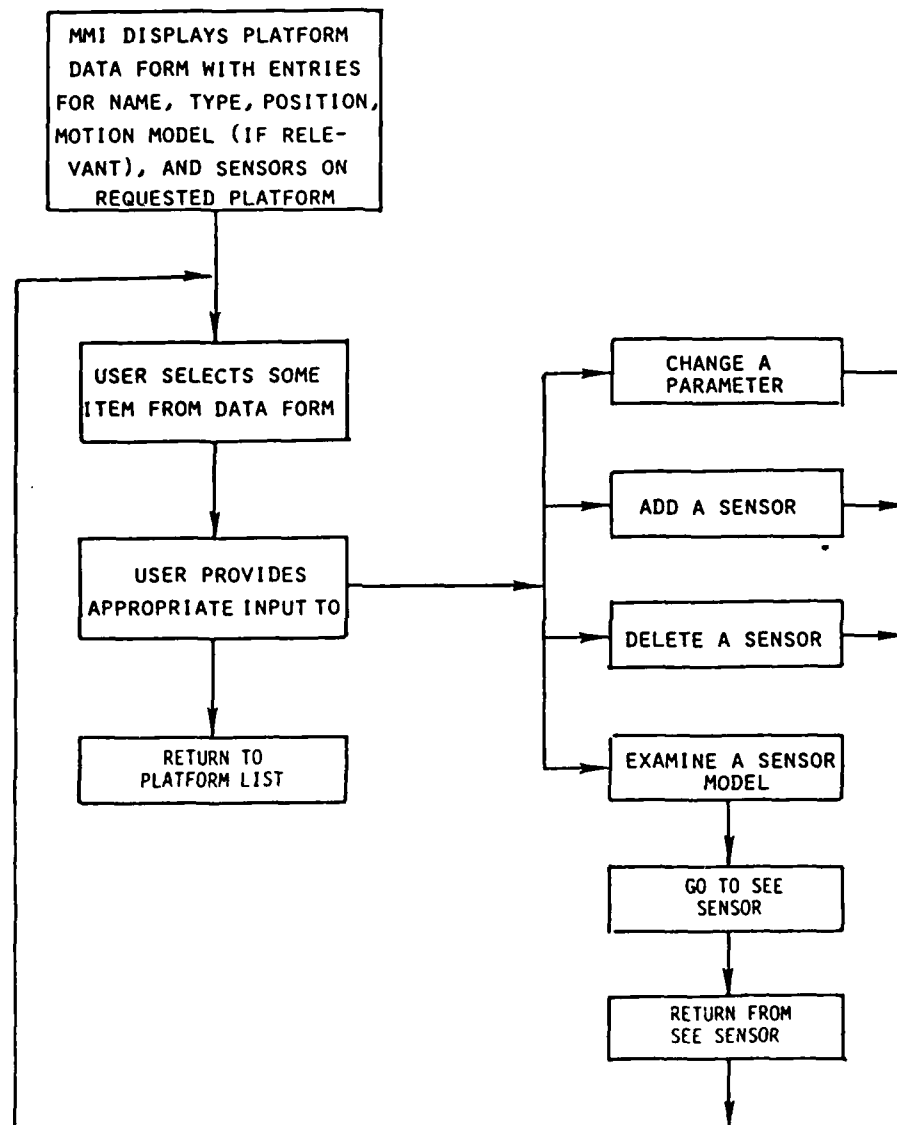 MMI DISPLAYS PLATFORM
DATA FORM WITH ENTRIES
FOR NAME, TYPE, POSITION,
MOTION MODEL (IF RELE-
VANT), AND SENSORS ON
REQUESTED PLATFORM
USER SELECTS SOME
ITEM FROM DATA FORM
USER PROVIDES
APPROPRIATE INPUT TO
RETURN TO
PLATFORM LIST
CHANGE A
PARAMETER
ADD A SENSOR
DELETE A SENSOR
EXAMINE A SENSOR
MODEL
GO TO SEE
SENSOR
RETURN FROM
SEE SENSOR